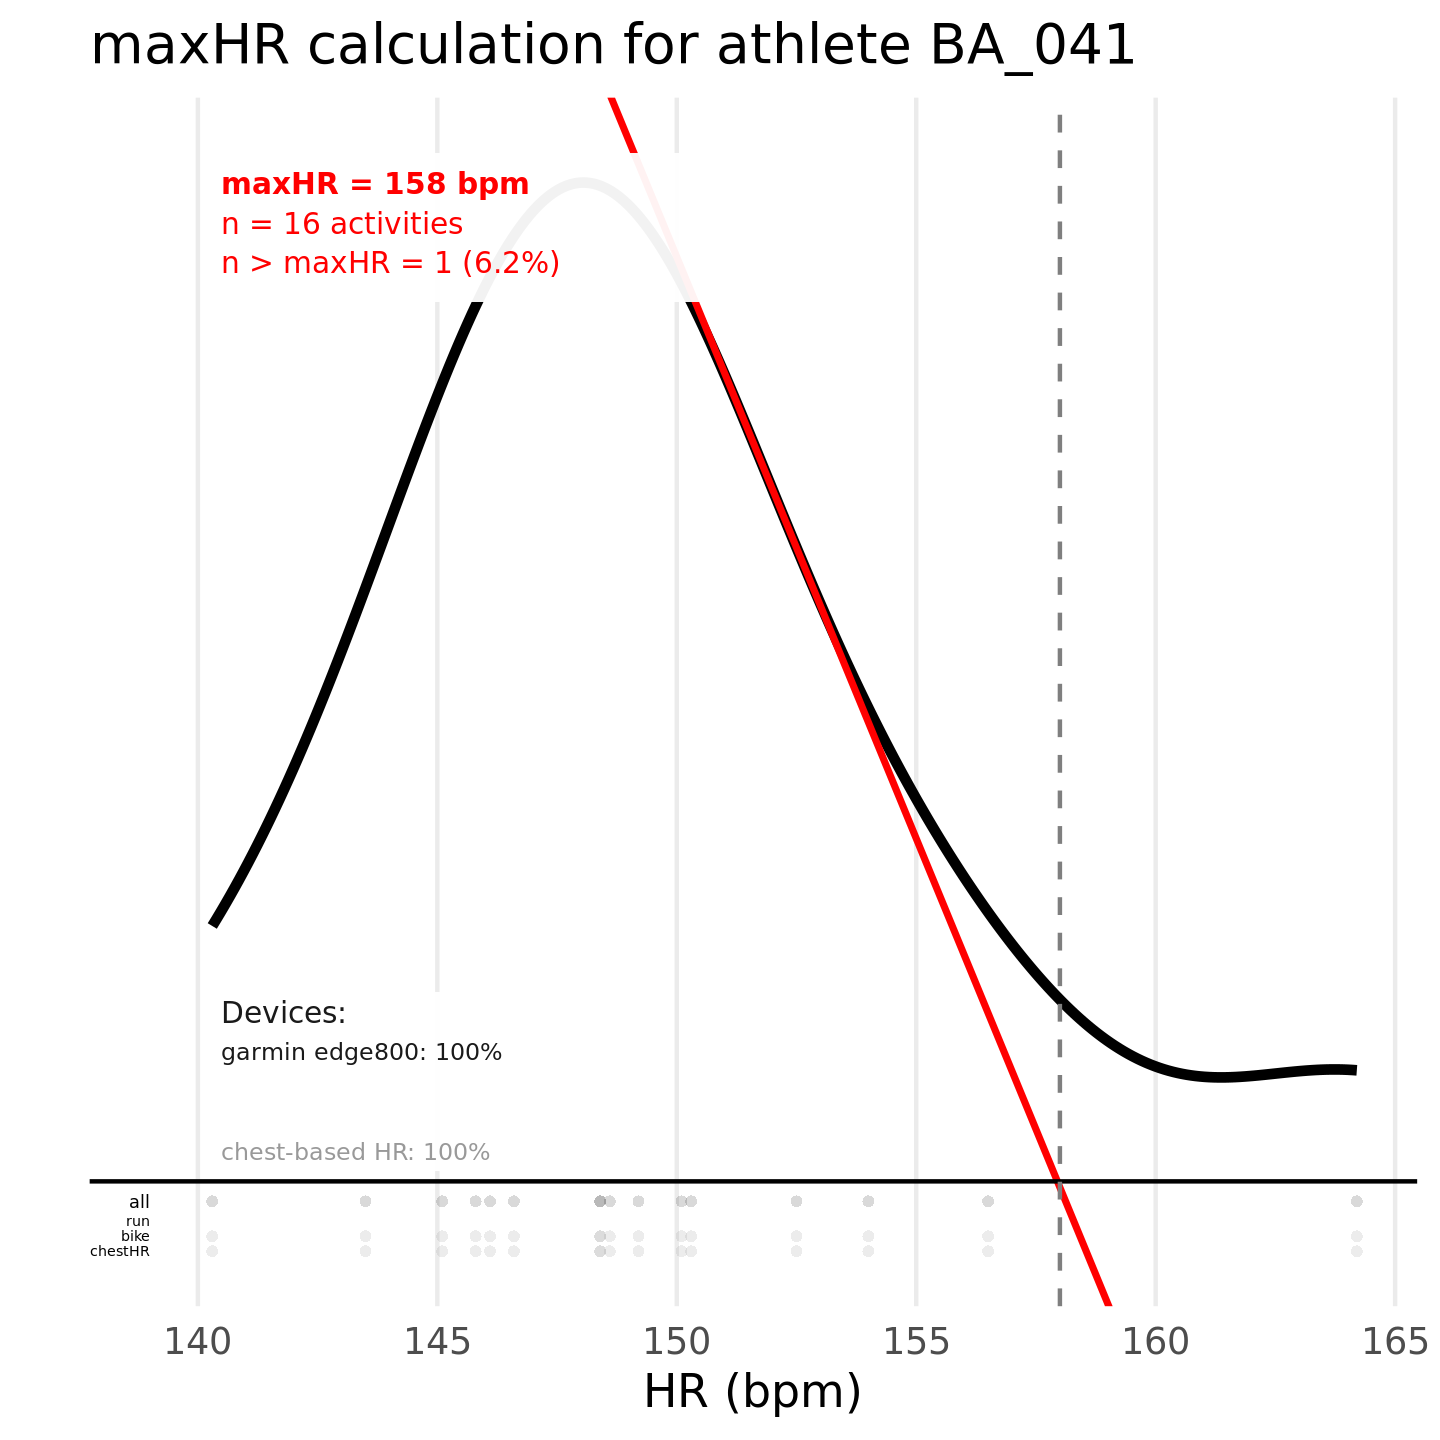 maxHR calculation for athlete BA_041
maxHR = 158 bpm
n = 16 activities
n > maxHR = 1 (6.2%)
Devices:
garmin edge800: 100%
chest-based HR: 100%
all
run
bike
chestHR
140 145 150 155 160 165
HR (bpm)